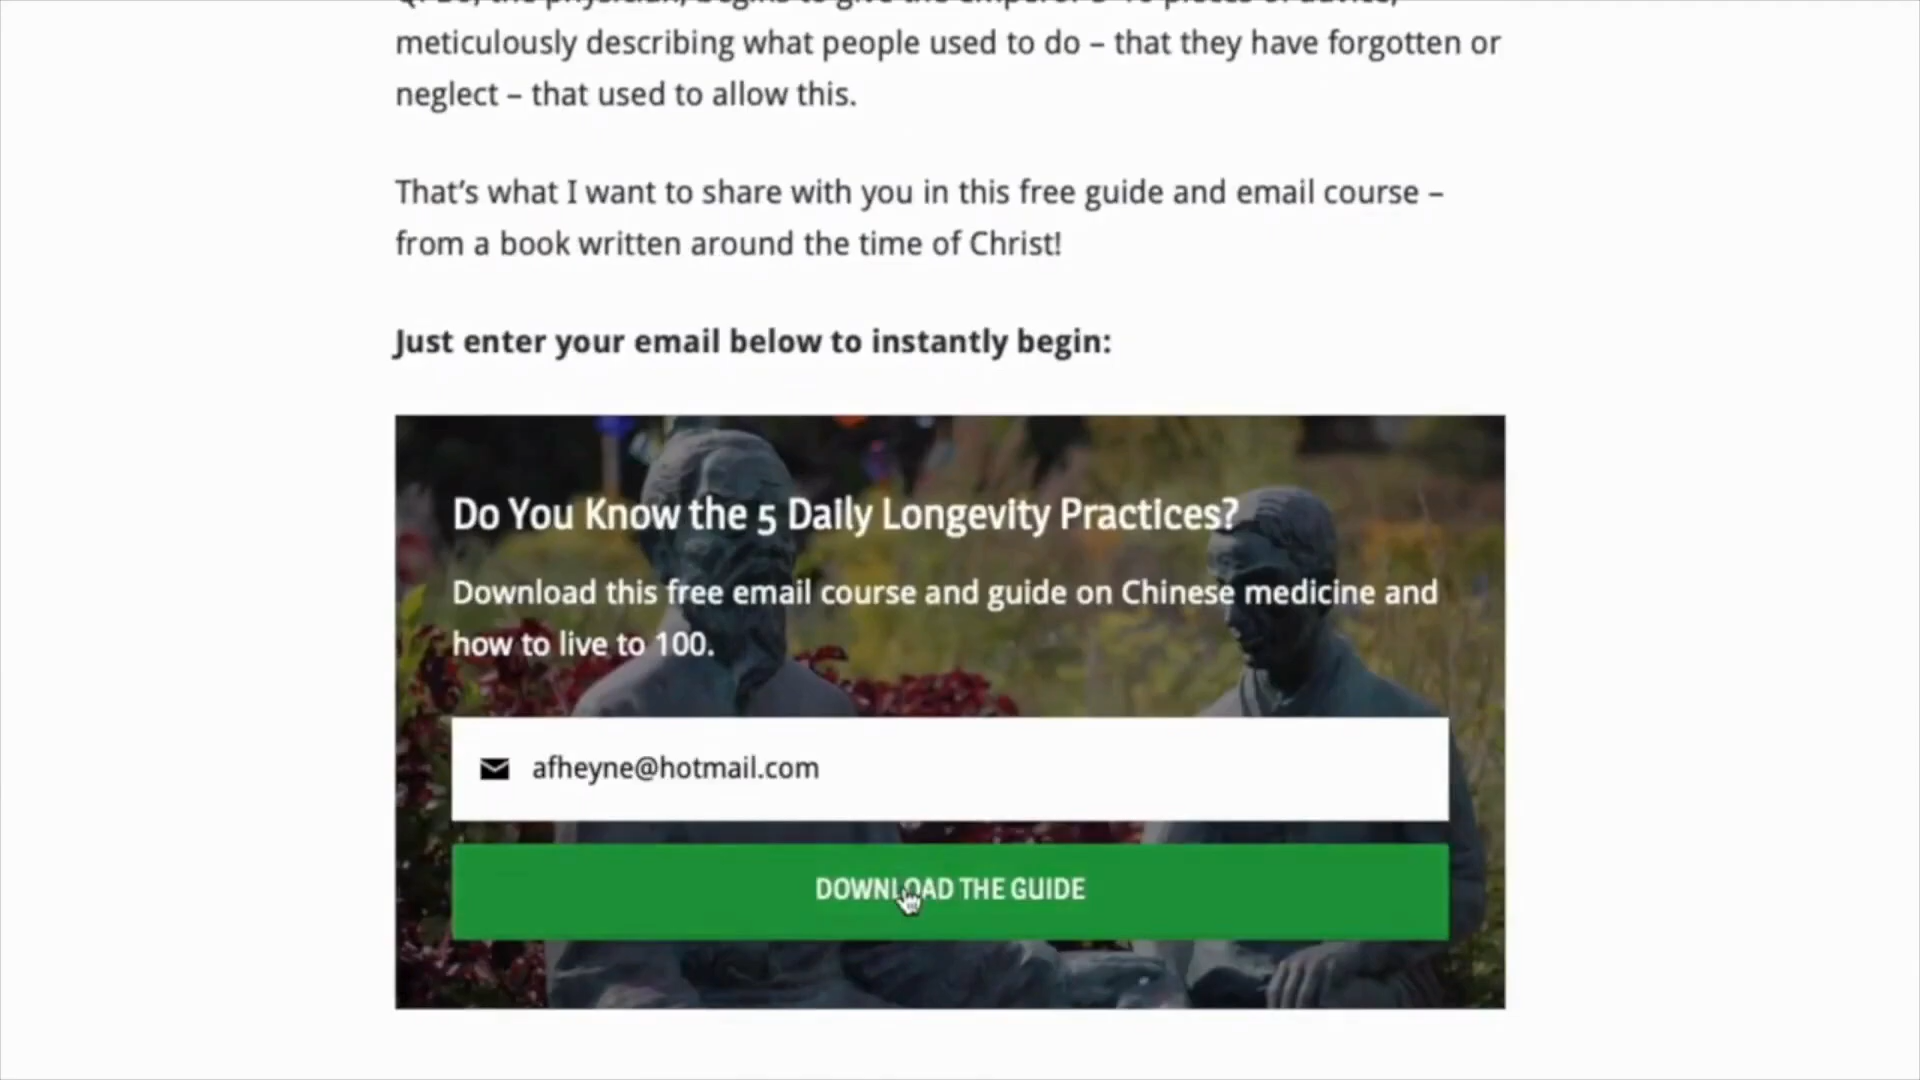 meticulously describing what people used to do – that they have forgotten or
neglect – that used to allow this.
That's what I want to share with you in this free guide and email course –
from a book written around the time of Christ!
Just enter your email below to instantly begin:
Do You Know the 5 Daily Longevity Practices?
Download this free email course and guide on Chinese medicine and
how to live to 100.
afheyne@hotmail.com
DOWNLOAD THE GUIDE